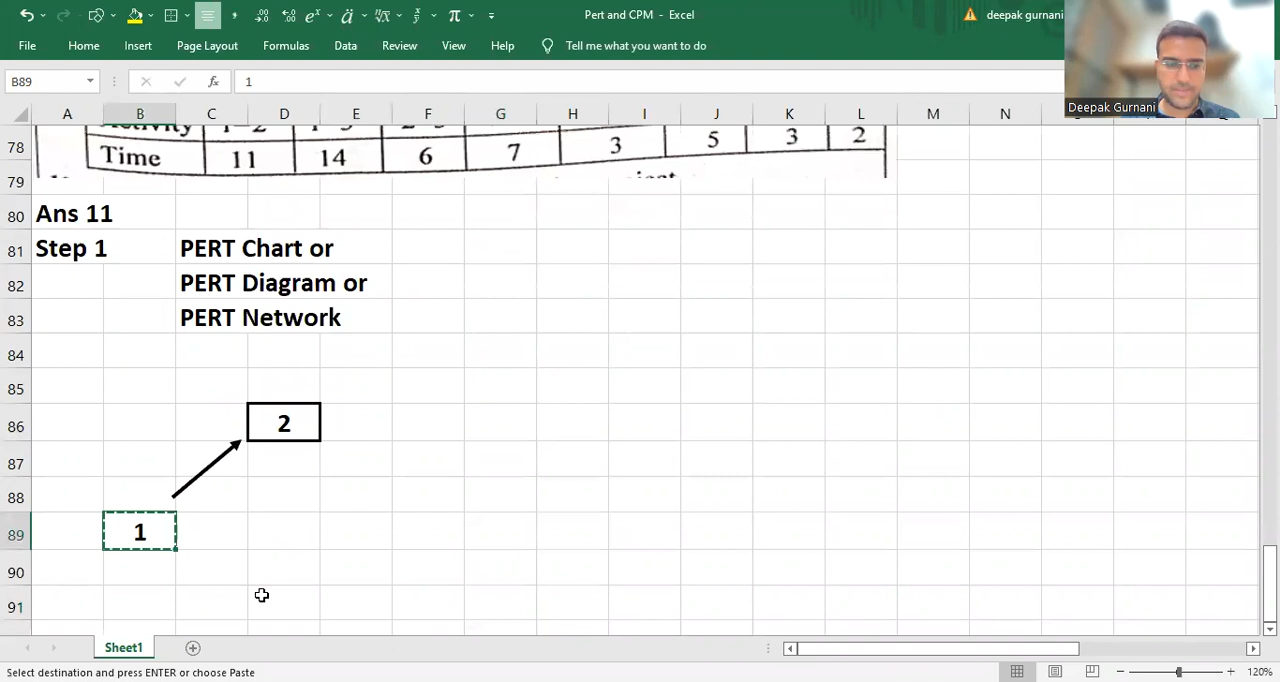 Pert and CPM - Excel
deepak gurnani
File Home Insert Page Layout Formulas Data Review View Help Tell me what you want to do
Deepak Gurnani
B89 fx 1
A B C D E F G H I J K L M N O
78
79
80
81
82
83
84
85
86
87
88
89
90
91
Time 11 14 6 7 3 5 3 2
Ans 11
Step 1 PERT Chart or
PERT Diagram or
PERT Network
2
1
Sheet1
Select destination and press ENTER or choose Paste
120%